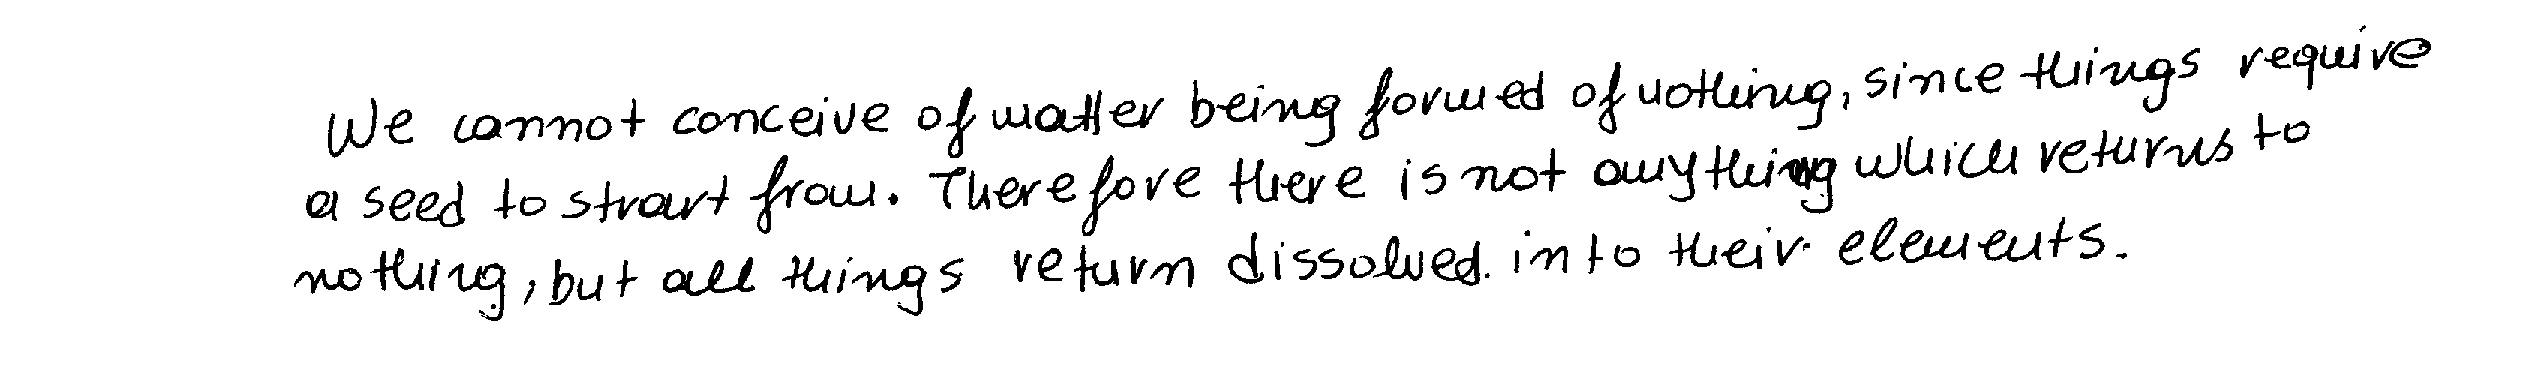 We cannot conceive of matter being formed of nothing, since things require
a seed to strart from. Therefore there is not anything which returns to
nothing, but all things return dissolved into their elements.